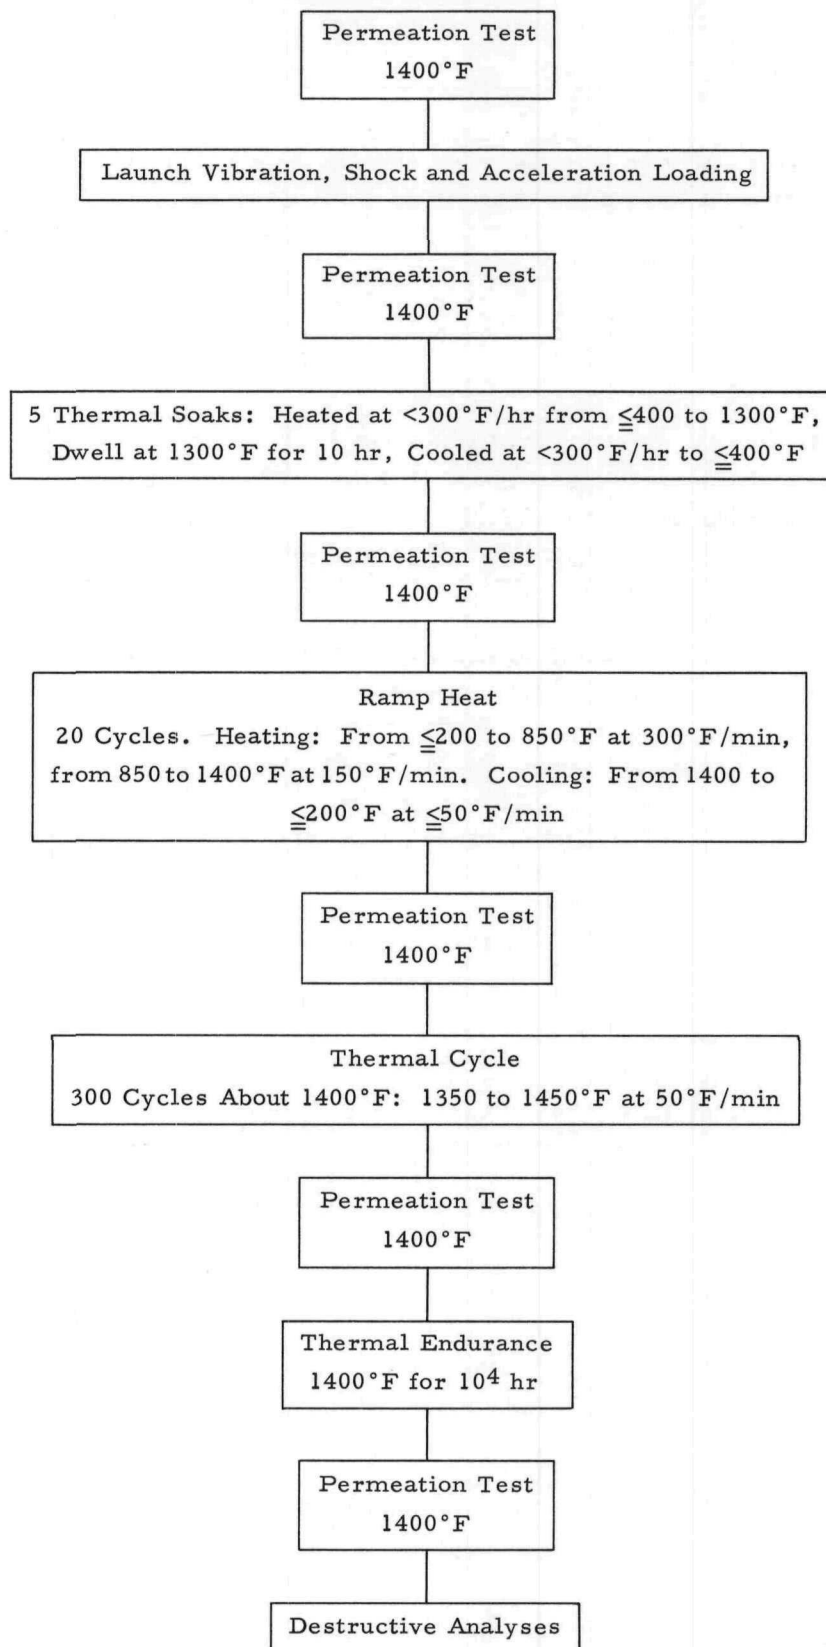 Permeation Test
1400°F
Launch Vibration, Shock and Acceleration Loading
Permeation Test
1400°F
5 Thermal Soaks: Heated at <300°F/hr from ≦400 to 1300°F,
Dwell at 1300°F for 10 hr, Cooled at <300°F/hr to ≦400°F
Permeation Test
1400°F
Ramp Heat
20 Cycles. Heating: From ≦200 to 850°F at 300°F/min,
from 850 to 1400°F at 150°F/min. Cooling: From 1400 to
≦200°F at ≦50°F/min
Permeation Test
1400°F
Thermal Cycle
300 Cycles About 1400°F: 1350 to 1450°F at 50°F/min
Permeation Test
1400°F
Thermal Endurance
1400°F for 10⁴ hr
Permeation Test
1400°F
Destructive Analyses